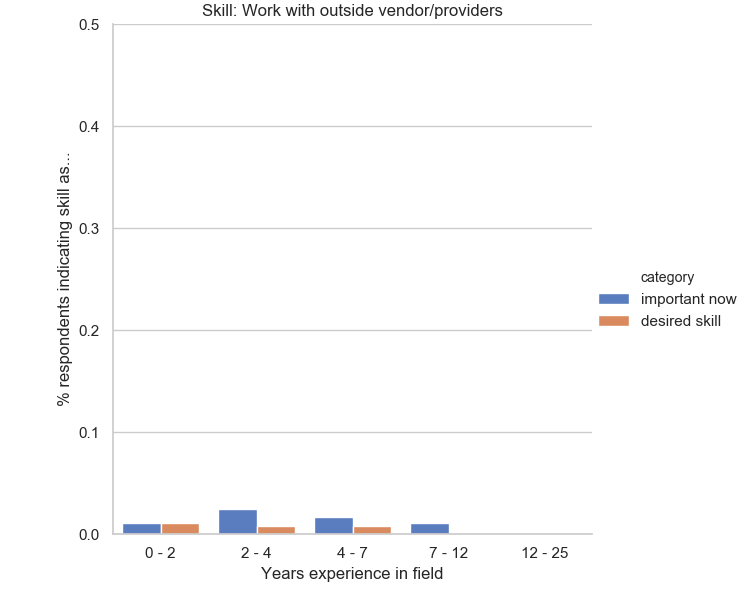 Skill: Work with outside vendor/providers
0.5
0.4
0.3
0.2
0.1
0.0
% respondents indicating skill as...
0 - 2
2 - 4
4 - 7
7 - 12
12 - 25
Years experience in field
category
important now
desired skill